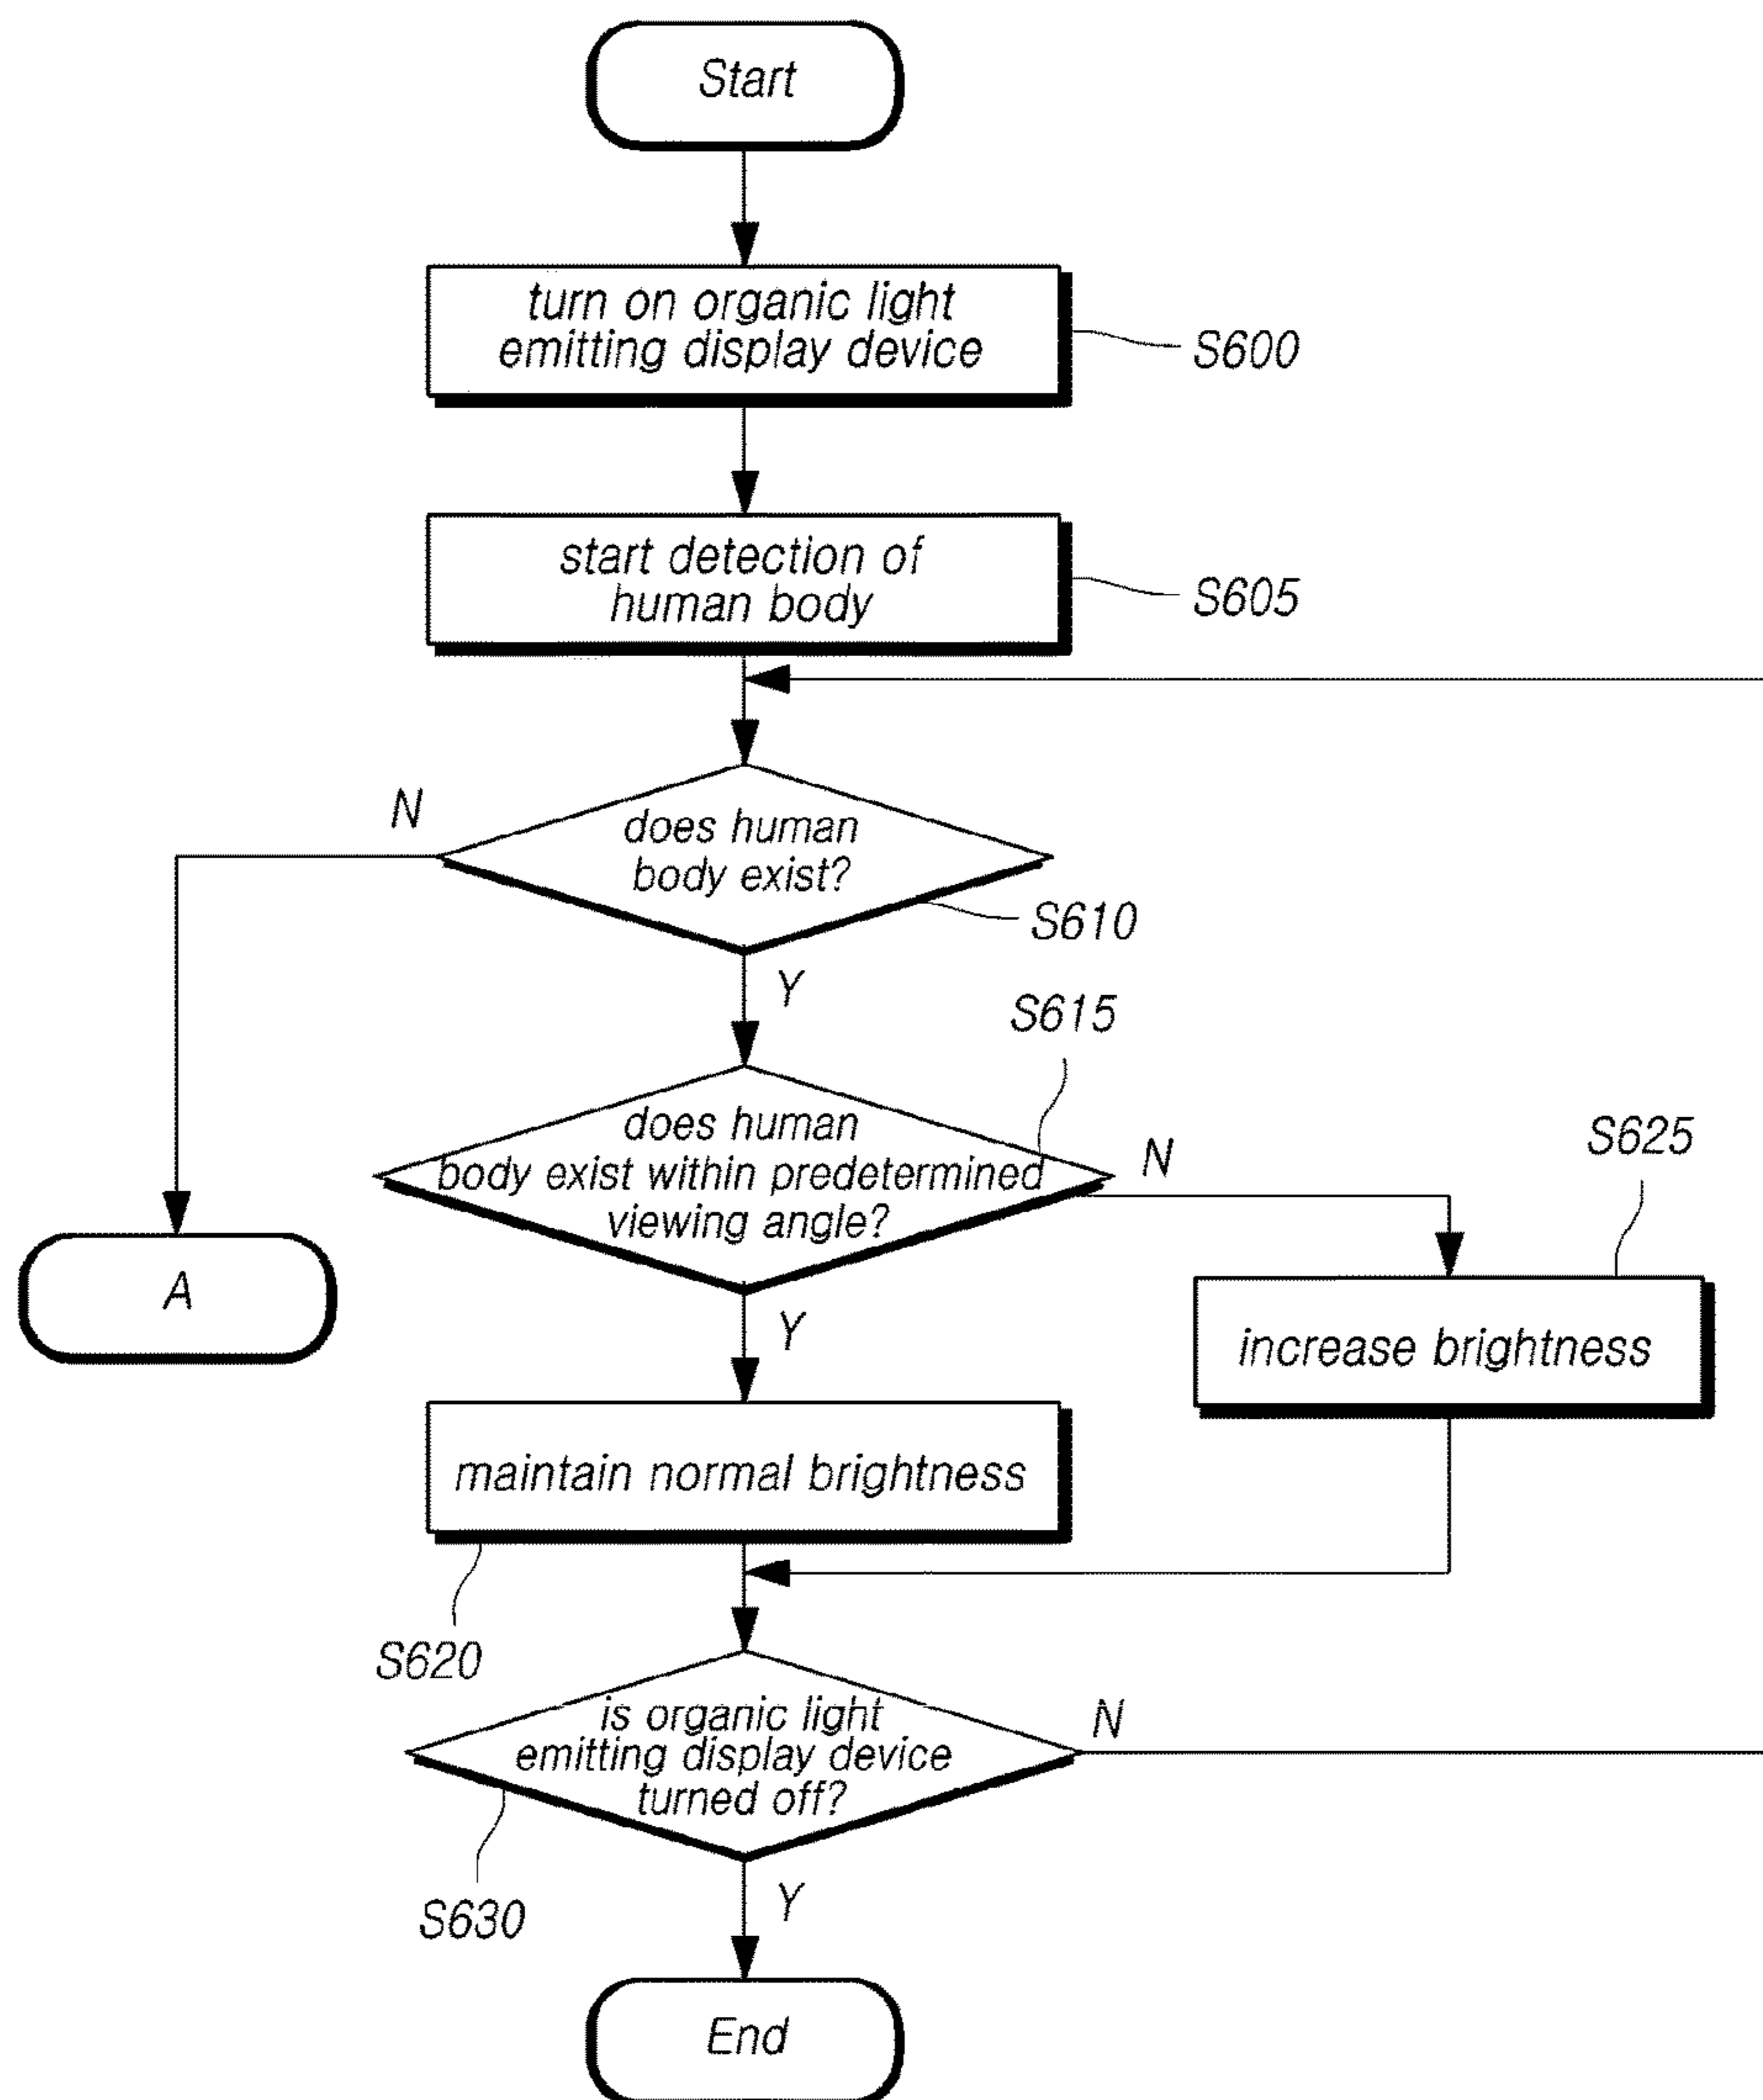 Start
turn on organic light
emitting display device
S600
start detection of
human body
S605
N
does human
body exist?
S610
Y
S615
does human
body exist within predetermined
viewing angle?
N
S625
A
Y
increase brightness
maintain normal brightness
S620
is organic light
emitting display device
turned off?
N
S630
Y
End